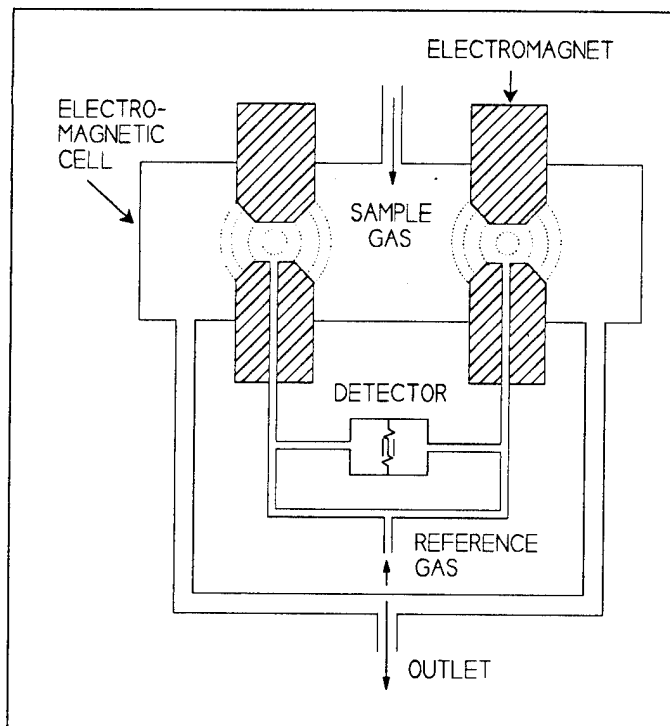 ELECTROMAGNET
ELECTRO-
MAGNETIC
CELL
SAMPLE
GAS
DETECTOR
REFERENCE
GAS
OUTLET